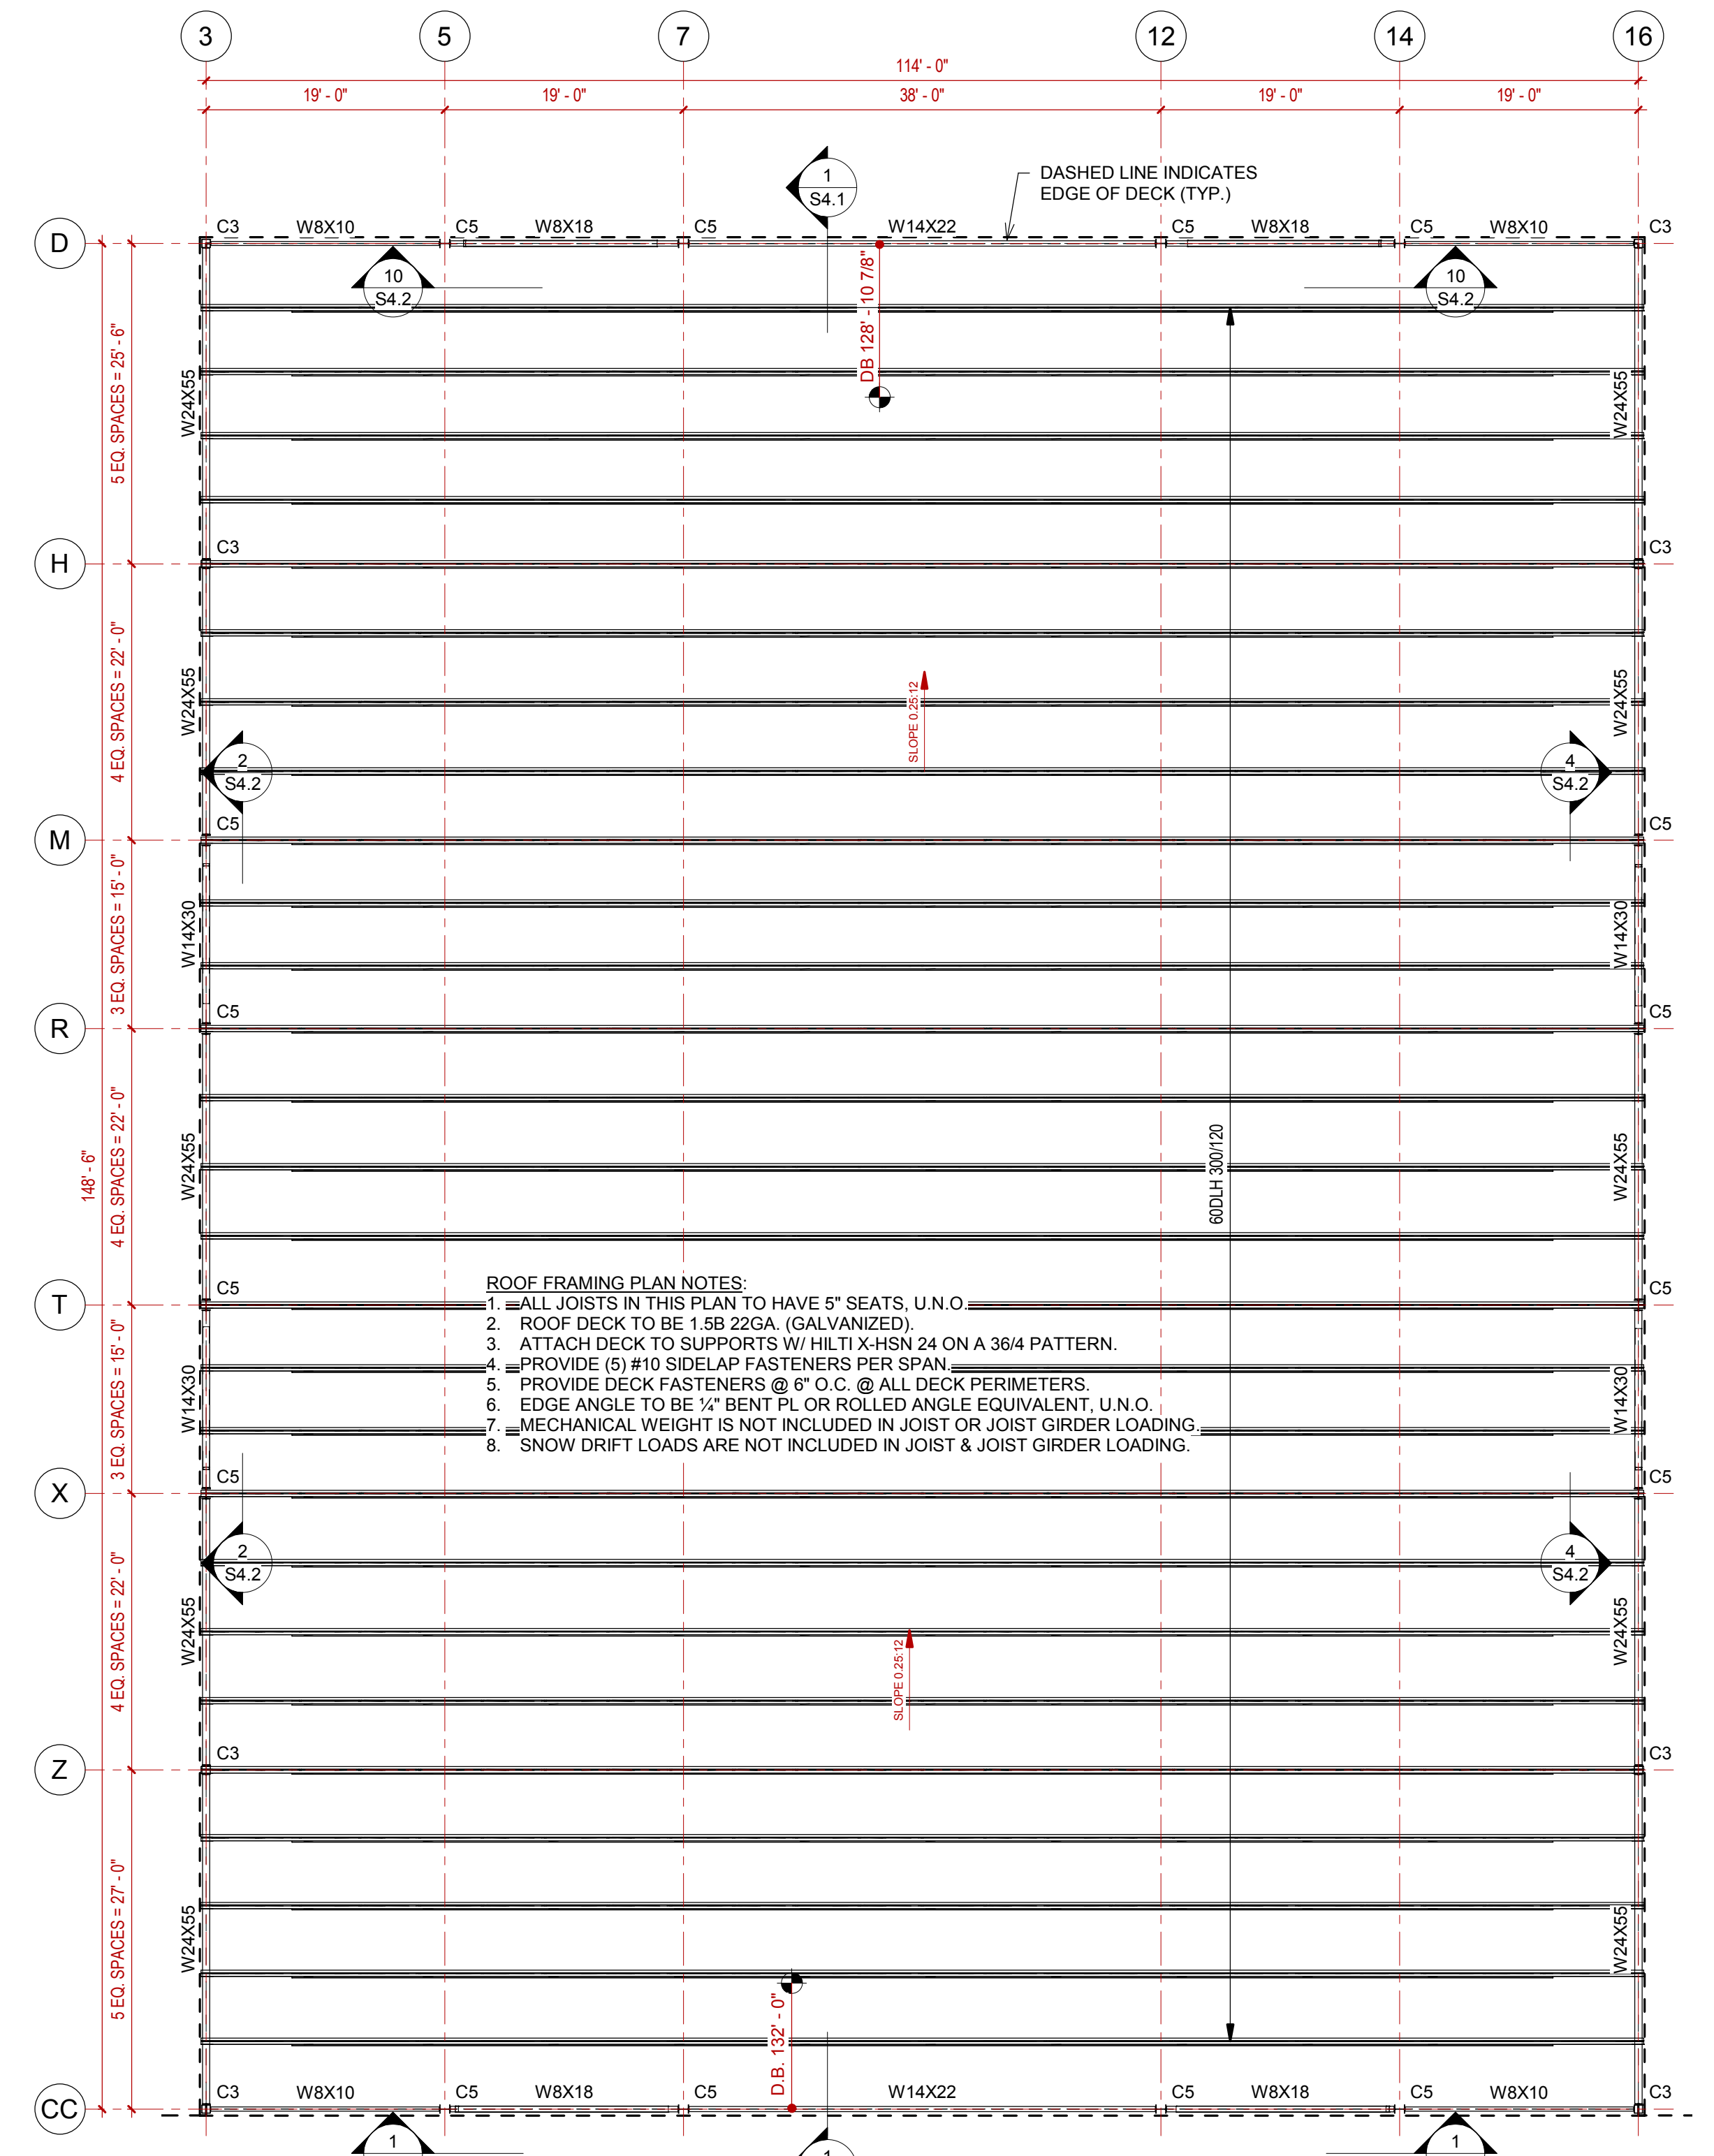 3 5 7 12 14 16
114' - 0"
19' - 0" 19' - 0" 38' - 0" 19' - 0" 19' - 0"
1
S4.1
DASHED LINE INDICATES
EDGE OF DECK (TYP.)
D
C3 W8X10 C5 W8X18 C5 W14X22 C5 W8X18 C5 W8X10 C3
10
S4.2
10
S4.2
DB 128' - 10 7/8"
5 EQ. SPACES = 25' - 6"
W24X55
W24X55
H
C3
C3
4 EQ. SPACES = 22' - 0"
W24X55
W24X55
SLOPE 0.25:12
2
S4.2
4
S4.2
M
C5
C5
3 EQ. SPACES = 15' - 0"
W14X30
W14X30
R
C5
C5
148' - 6"
4 EQ. SPACES = 22' - 0"
W24X55
60DLH 300/120
W24X55
T
C5
C5
ROOF FRAMING PLAN NOTES:
1. ALL JOISTS IN THIS PLAN TO HAVE 5" SEATS, U.N.O.
2. ROOF DECK TO BE 1.5B 22GA. (GALVANIZED).
3. ATTACH DECK TO SUPPORTS W/ HILTI X-HSN 24 ON A 36/4 PATTERN.
4. PROVIDE (5) #10 SIDELAP FASTENERS PER SPAN.
5. PROVIDE DECK FASTENERS @ 6" O.C. @ ALL DECK PERIMETERS.
6. EDGE ANGLE TO BE ¼" BENT PL OR ROLLED ANGLE EQUIVALENT, U.N.O.
7. MECHANICAL WEIGHT IS NOT INCLUDED IN JOIST OR JOIST GIRDER LOADING.
8. SNOW DRIFT LOADS ARE NOT INCLUDED IN JOIST & JOIST GIRDER LOADING.
3 EQ. SPACES = 15' - 0"
W14X30
W14X30
X
C5
C5
2
S4.2
4
S4.2
4 EQ. SPACES = 22' - 0"
W24X55
W24X55
SLOPE 0.25:12
Z
C3
C3
5 EQ. SPACES = 27' - 0"
W24X55
W24X55
D.B. 132' - 0"
CC
C3 W8X10 C5 W8X18 C5 W14X22 C5 W8X18 C5 W8X10 C3
1
1
1